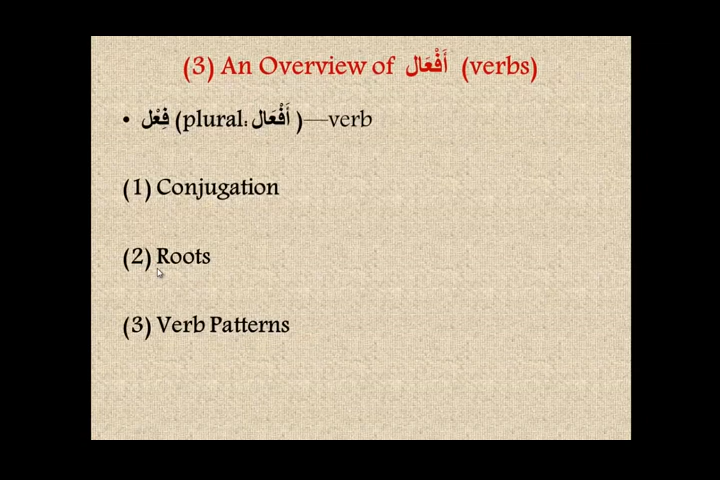 (3) An Overview of أَفْعَال (verbs)
• فِعْل (plural: أَفْعَال )—verb
(1) Conjugation
(2) Roots
(3) Verb Patterns